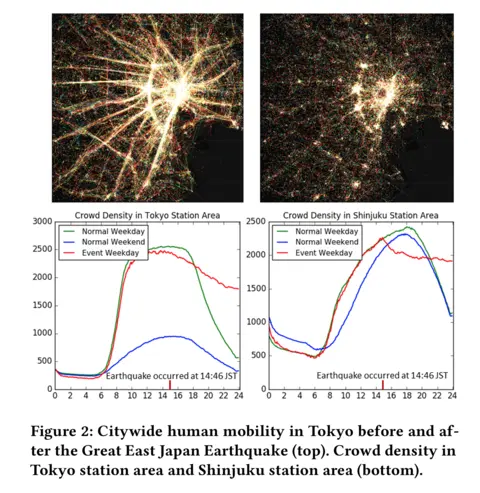 Crowd Density in Tokyo Station Area
3000
2500
2000
1500
1000
500
0
Normal Weekday
Normal Weekend
Event Weekday
Earthquake occurred at 14:46 JST
0 2 4 6 8 10 12 14 16 18 20 22 24
Crowd Density in Shinjuku Station Area
2500
2000
1500
1000
500
0
Normal Weekday
Normal Weekend
Event Weekday
Earthquake occurred at 14:46 JST
0 2 4 6 8 10 12 14 16 18 20 22 24
Figure 2: Citywide human mobility in Tokyo before and af-
ter the Great East Japan Earthquake (top). Crowd density in
Tokyo station area and Shinjuku station area (bottom).